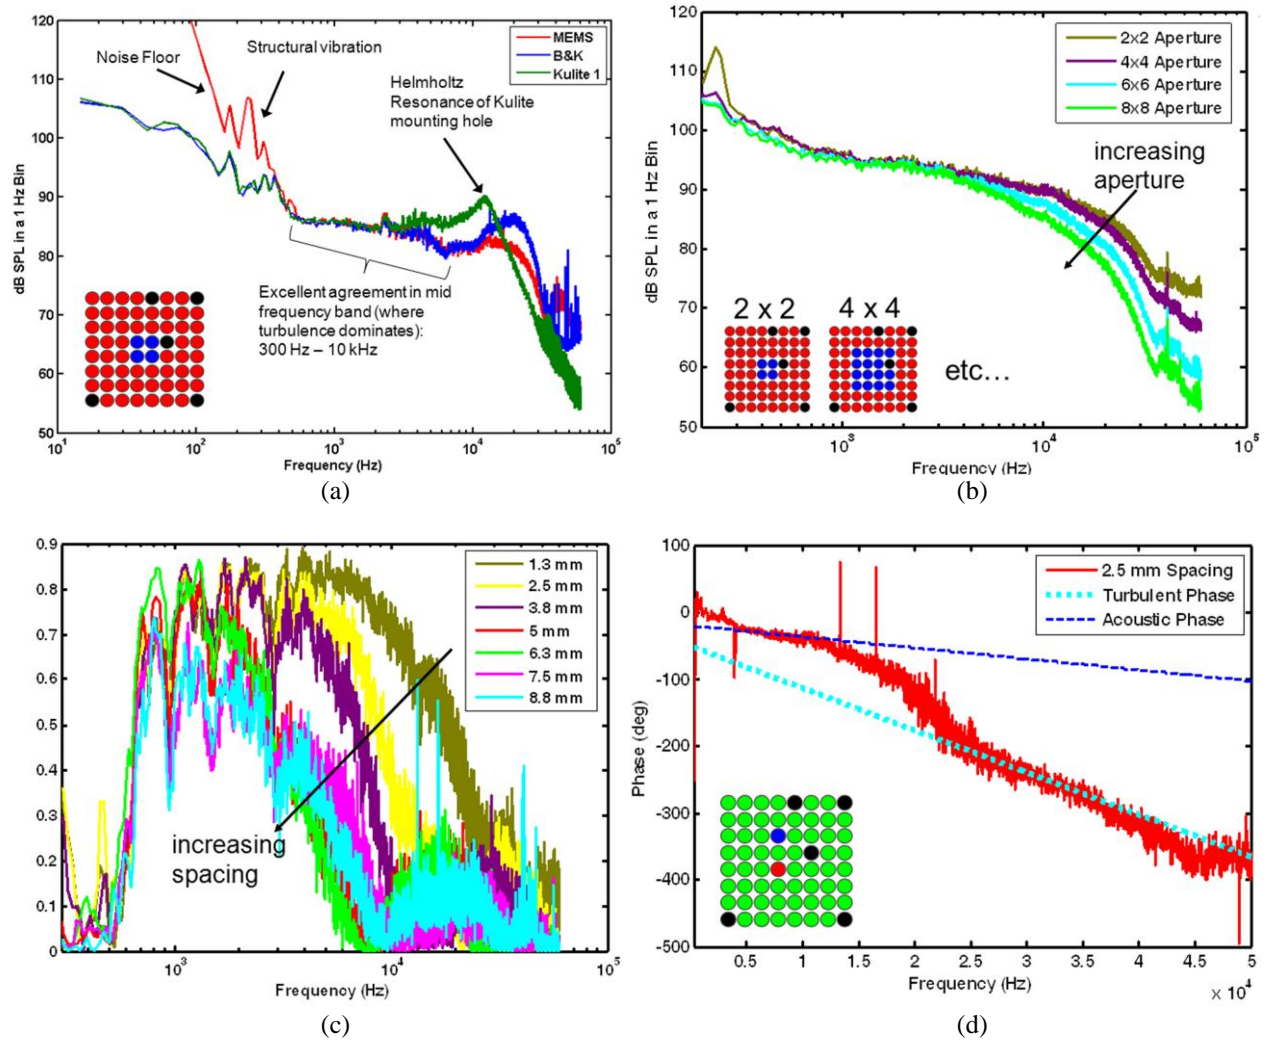 120
110
100
90
80
70
60
50
dB SPL in a 1 Hz Bin
Noise Floor
Structural vibration
Helmholtz
Resonance of Kulite
mounting hole
MEMS
B&K
Kulite 1
Excellent agreement in mid
frequency band (where
turbulence dominates):
300 Hz – 10 kHz
10^1 10^2 10^3 10^4 10^5
Frequency (Hz)
(a)
120
110
100
90
80
70
60
50
dB SPL in a 1 Hz Bin
2x2 Aperture
4x4 Aperture
6x6 Aperture
8x8 Aperture
increasing
aperture
2 x 2 4 x 4
etc...
10^3 10^4 10^5
Frequency (Hz)
(b)
0.9
0.8
0.7
0.6
0.5
0.4
0.3
0.2
0.1
0
1.3 mm
2.5 mm
3.8 mm
5 mm
6.3 mm
7.5 mm
8.8 mm
increasing
spacing
10^3 10^4 10^5
Frequency (Hz)
(c)
100
0
-100
-200
-300
-400
-500
Phase (deg)
2.5 mm Spacing
Turbulent Phase
Acoustic Phase
0.5 1 1.5 2 2.5 3 3.5 4 4.5 5
Frequency (Hz)
x 10^4
(d)